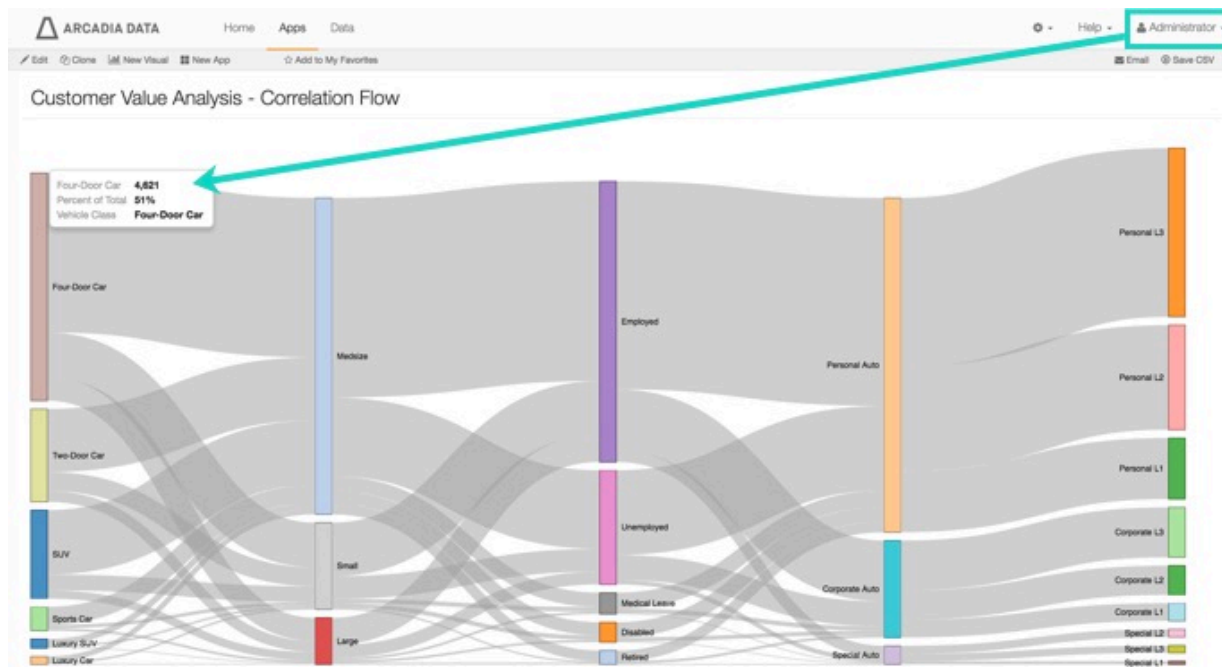 ARCADIA DATA Home Apps Data Help Administrator
Edit Clone New Visual New App Add to My Favorites Email Save CSV
Customer Value Analysis - Correlation Flow
Four-Door Car 4,621
Percent of Total 51%
Vehicle Class Four-Door Car
Four-Door Car
Two-Door Car
SUV
Sports Car
Luxury SUV
Luxury Car
Medsize
Small
Large
Employed
Unemployed
Medical Leave
Disabled
Retired
Personal Auto
Corporate Auto
Special Auto
Personal L3
Personal L2
Personal L1
Corporate L3
Corporate L2
Corporate L1
Special L2
Special L3
Special L1